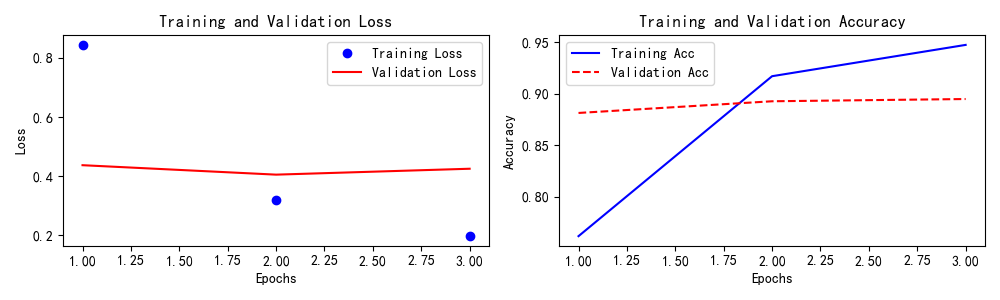 Training and Validation Loss
Training Loss
Validation Loss
Loss
0.8
0.6
0.4
0.2
1.00 1.25 1.50 1.75 2.00 2.25 2.50 2.75 3.00
Epochs
Training and Validation Accuracy
Training Acc
Validation Acc
Accuracy
0.95
0.90
0.85
0.80
1.00 1.25 1.50 1.75 2.00 2.25 2.50 2.75 3.00
Epochs